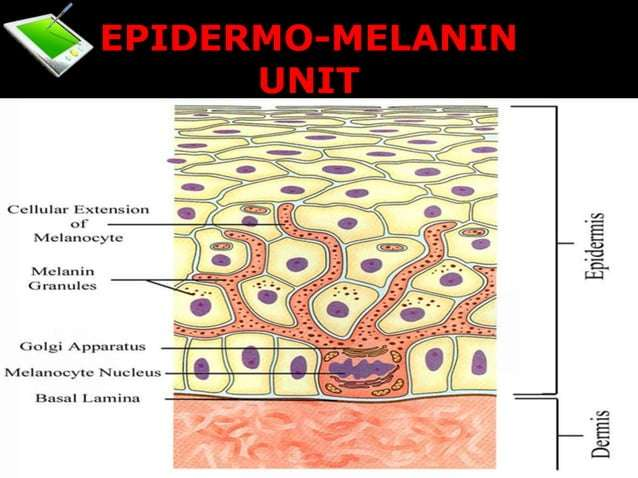 EPIDERMO-MELANIN
UNIT
Cellular Extension
of
Melanocyte
Melanin
Granules
Golgi Apparatus
Melanocyte Nucleus
Basal Lamina
Epidermis
Dermis